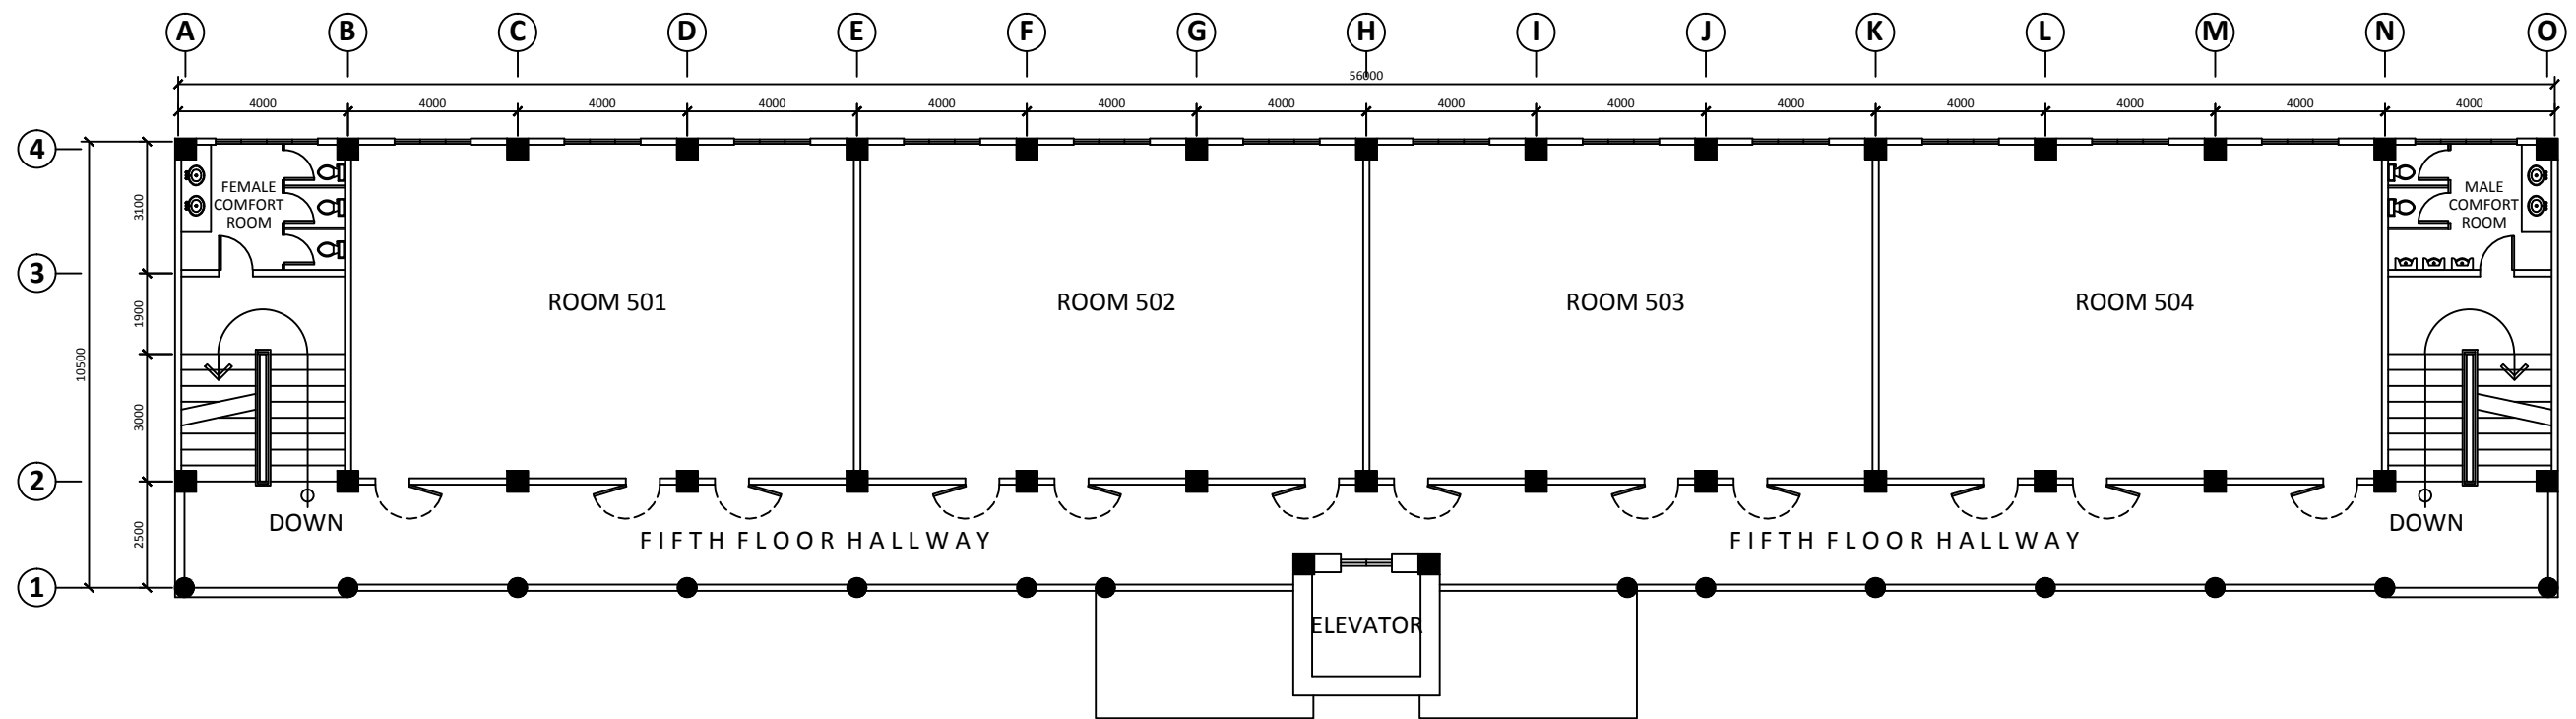 A B C D E F G H I J K L M N O
56000
4000 4000 4000 4000 4000 4000 4000 4000 4000 4000 4000 4000 4000 4000
4
3
2
1
3100
1900
3000
2500
10500
FEMALE
COMFORT
ROOM
MALE
COMFORT
ROOM
ROOM 501
ROOM 502
ROOM 503
ROOM 504
DOWN
DOWN
FIFTH FLOOR HALLWAY
FIFTH FLOOR HALLWAY
ELEVATOR